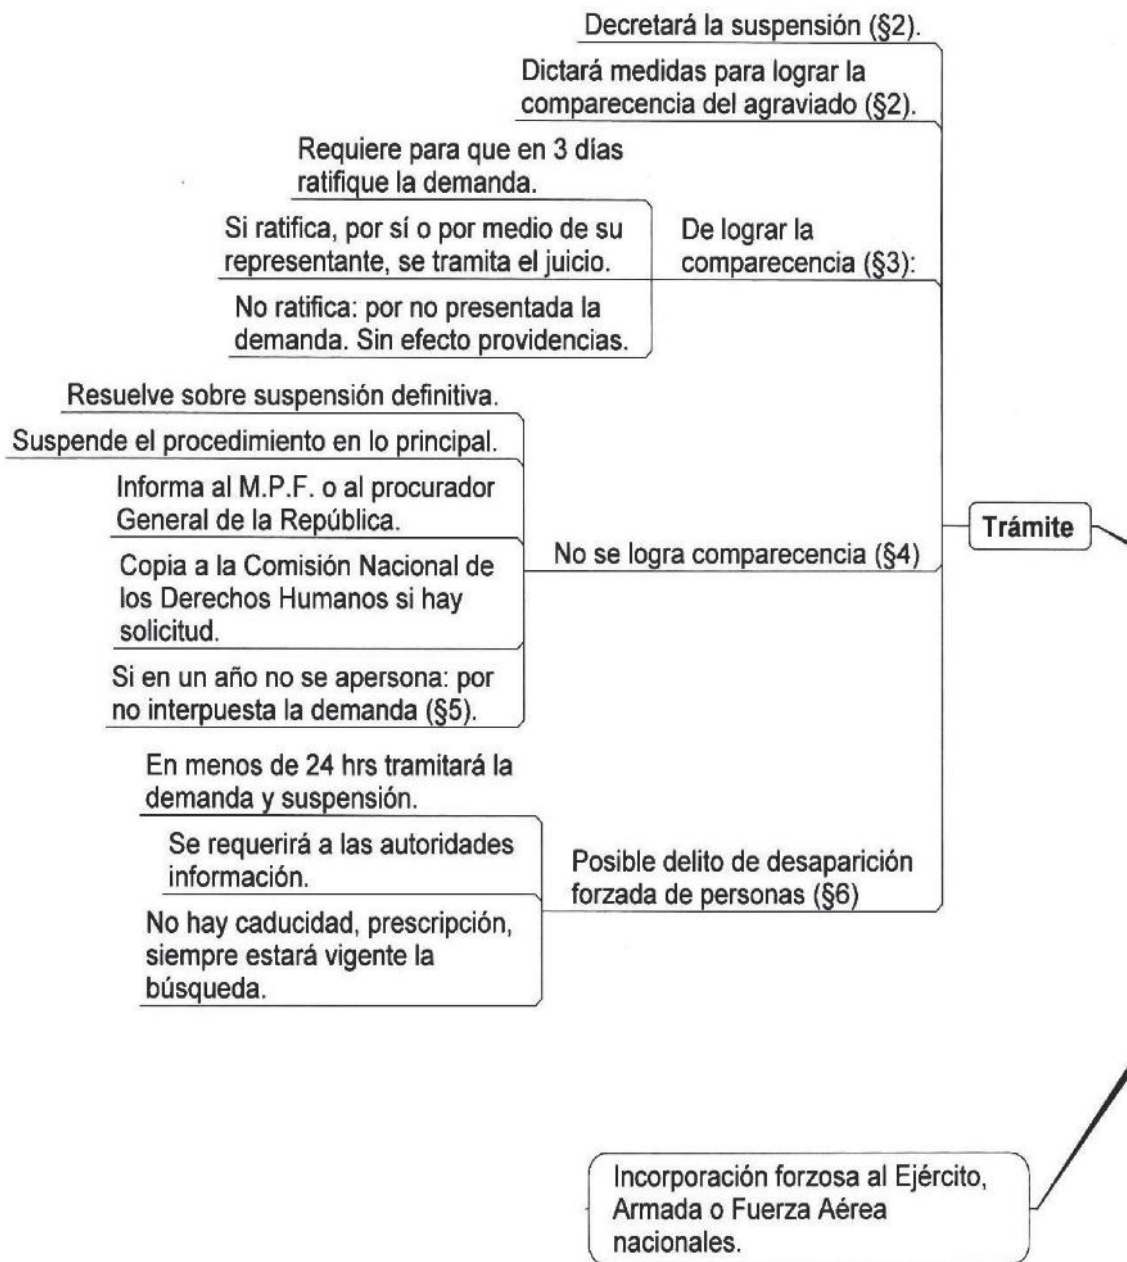 Decretará la suspensión (§2).
Dictará medidas para lograr la
comparecencia del agraviado (§2).
Requiere para que en 3 días
ratifique la demanda.
Si ratifica, por sí o por medio de su
representante, se tramita el juicio.
No ratifica: por no presentada la
demanda. Sin efecto providencias.
De lograr la
comparecencia (§3):
Resuelve sobre suspensión definitiva.
Suspende el procedimiento en lo principal.
Informa al M.P.F. o al procurador
General de la República.
Copia a la Comisión Nacional de
los Derechos Humanos si hay
solicitud.
Si en un año no se apersona: por
no interpuesta la demanda (§5).
No se logra comparecencia (§4)
Trámite
En menos de 24 hrs tramitará la
demanda y suspensión.
Se requerirá a las autoridades
información.
No hay caducidad, prescripción,
siempre estará vigente la
búsqueda.
Posible delito de desaparición
forzada de personas (§6)
Incorporación forzosa al Ejército,
Armada o Fuerza Aérea
nacionales.